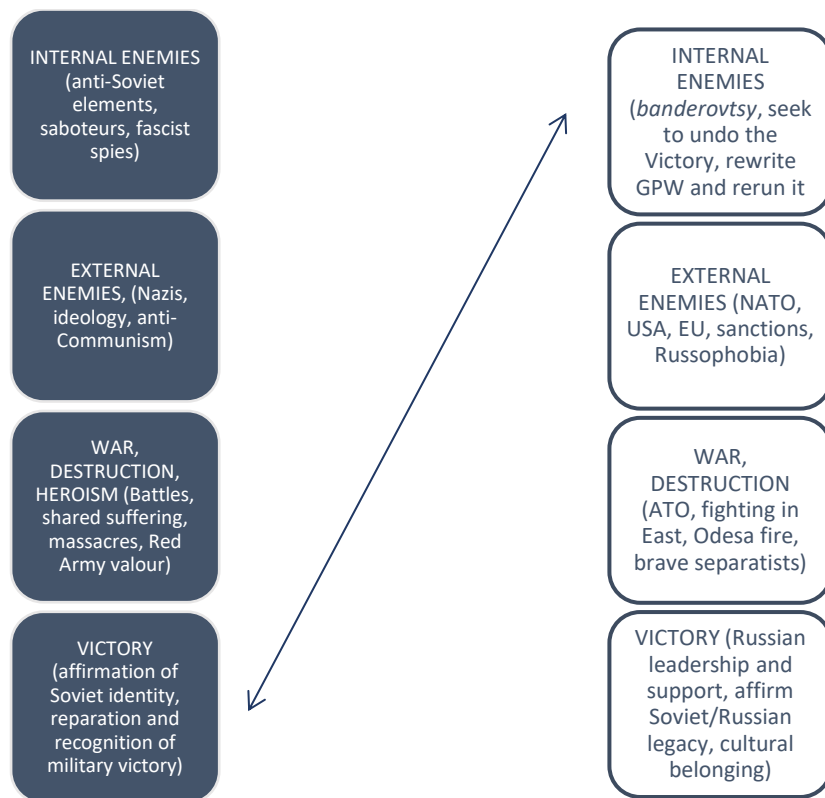 INTERNAL ENEMIES
(anti-Soviet
elements,
saboteurs, fascist
spies)
EXTERNAL
ENEMIES, (Nazis,
ideology, anti-
Communism)
WAR,
DESTRUCTION,
HEROISM (Battles,
shared suffering,
massacres, Red
Army valour)
VICTORY
(affirmation of
Soviet identity,
reparation and
recognition of
military victory)
INTERNAL
ENEMIES
(banderovtsy, seek
to undo the
Victory, rewrite
GPW and rerun it
EXTERNAL
ENEMIES (NATO,
USA, EU, sanctions,
Russophobia)
WAR,
DESTRUCTION
(ATO, fighting in
East, Odesa fire,
brave separatists)
VICTORY (Russian
leadership and
support, affirm
Soviet/Russian
legacy, cultural
belonging)